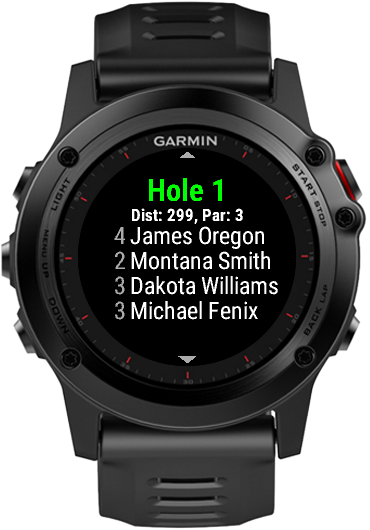 GARMIN
LIGHT
START STOP
Hole 1
Dist: 299, Par: 3
4 James Oregon
2 Montana Smith
3 Dakota Williams
3 Michael Fenix
MENU UP
DOWN
BACK LAP